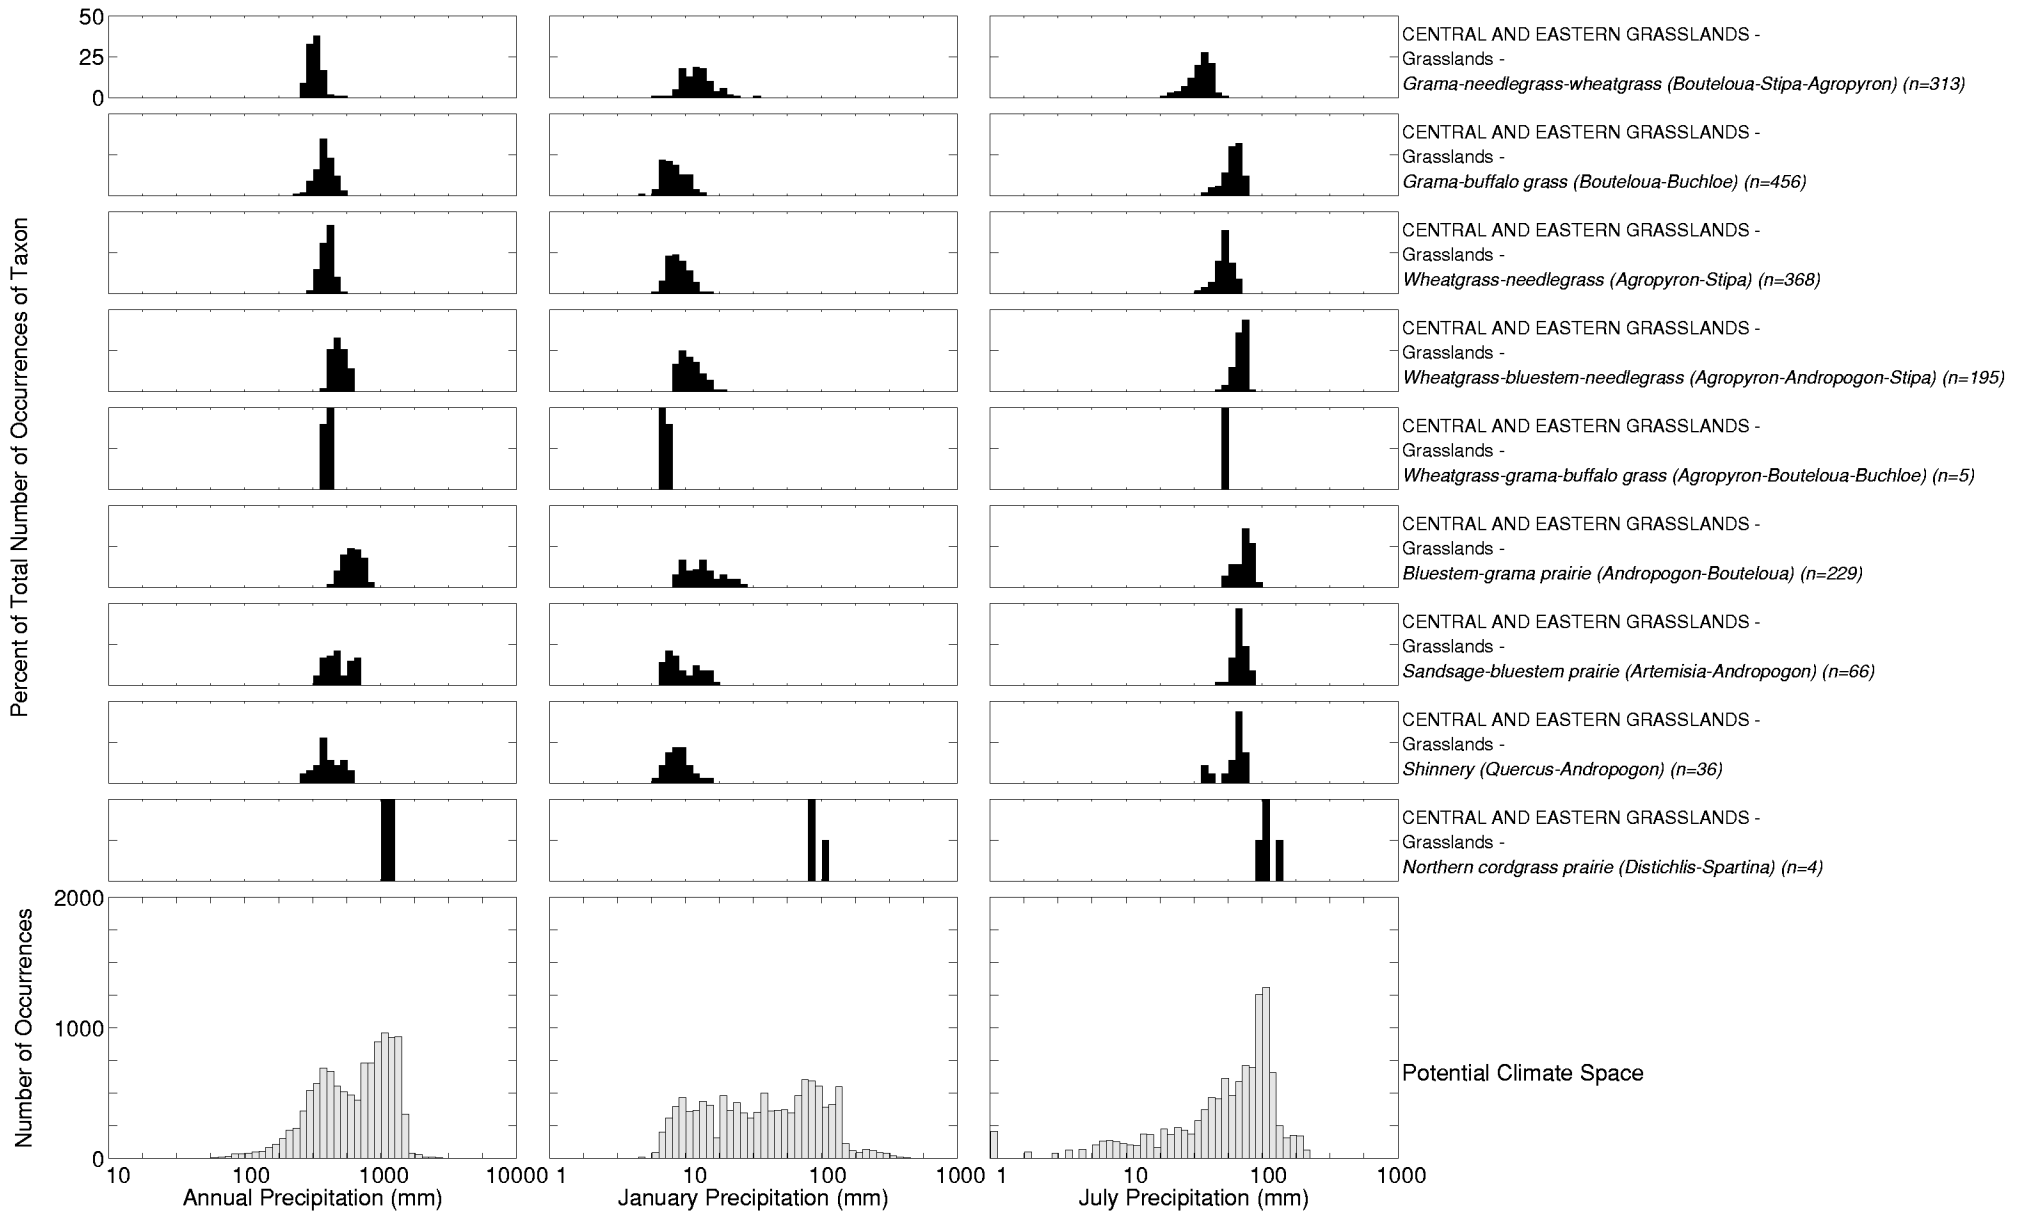 50
25
0
CENTRAL AND EASTERN GRASSLANDS -
Grasslands -
Grama-needlegrass-wheatgrass (Bouteloua-Stipa-Agropyron) (n=313)
CENTRAL AND EASTERN GRASSLANDS -
Grasslands -
Grama-buffalo grass (Bouteloua-Buchloe) (n=456)
CENTRAL AND EASTERN GRASSLANDS -
Grasslands -
Wheatgrass-needlegrass (Agropyron-Stipa) (n=368)
CENTRAL AND EASTERN GRASSLANDS -
Grasslands -
Wheatgrass-bluestem-needlegrass (Agropyron-Andropogon-Stipa) (n=195)
CENTRAL AND EASTERN GRASSLANDS -
Grasslands -
Wheatgrass-grama-buffalo grass (Agropyron-Bouteloua-Buchloe) (n=5)
CENTRAL AND EASTERN GRASSLANDS -
Grasslands -
Bluestem-grama prairie (Andropogon-Bouteloua) (n=229)
CENTRAL AND EASTERN GRASSLANDS -
Grasslands -
Sandsage-bluestem prairie (Artemisia-Andropogon) (n=66)
CENTRAL AND EASTERN GRASSLANDS -
Grasslands -
Shinnery (Quercus-Andropogon) (n=36)
CENTRAL AND EASTERN GRASSLANDS -
Grasslands -
Northern cordgrass prairie (Distichlis-Spartina) (n=4)
Percent of Total Number of Occurrences of Taxon
2000
1000
0
Number of Occurrences
Potential Climate Space
10 100 1000 10000
1 10 100 1000
1 10 100 1000
Annual Precipitation (mm)
January Precipitation (mm)
July Precipitation (mm)